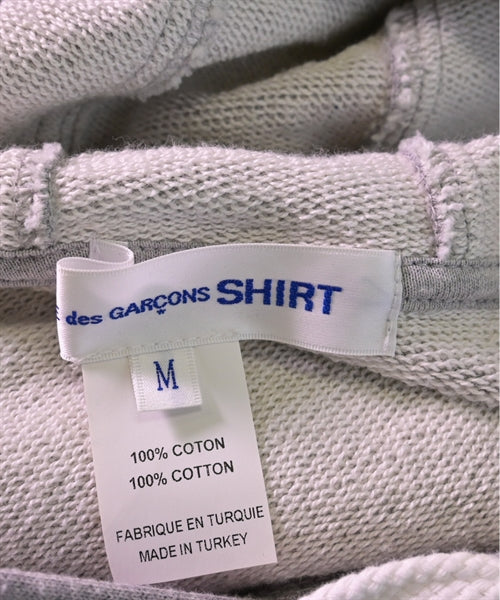 des GARÇONS SHIRT
M
100% COTON
100% COTTON
FABRIQUE EN TURQUIE
MADE IN TURKEY